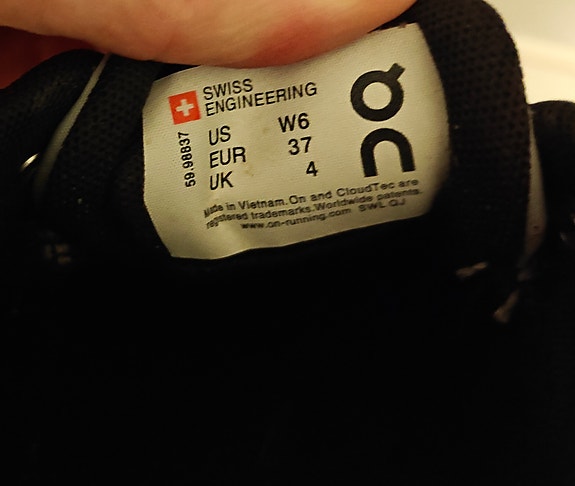 SWISS
ENGINEERING
US W6
EUR 37
UK 4
59.98837
Made in Vietnam. On and CloudTec are
registered trademarks. Worldwide patents.
www.on-running.com SWL QJ
On